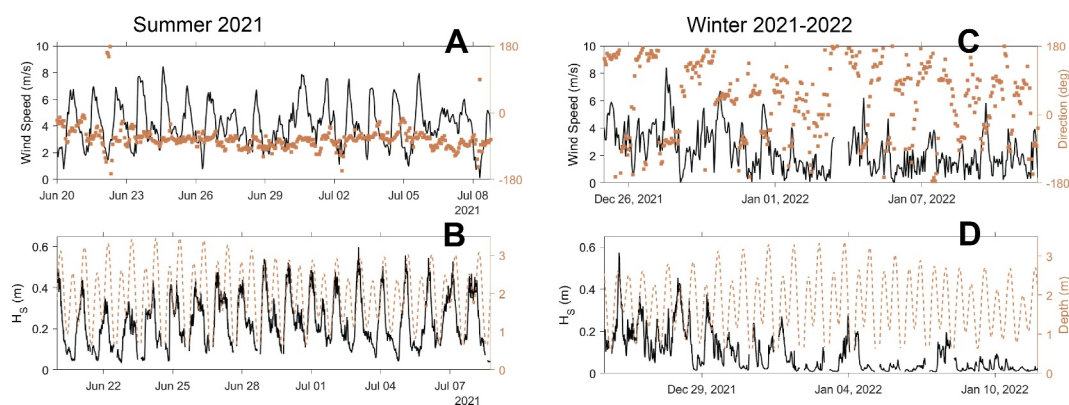 Summer 2021
Winter 2021-2022
A
10
8
6
4
2
0
Wind Speed (m/s)
180
0
-180
Jun 20
Jun 23
Jun 26
Jun 29
Jul 02
Jul 05
Jul 08
2021
C
10
8
6
4
2
0
Wind Speed (m/s)
180
0
-180
Direction (deg)
Dec 26, 2021
Jan 01, 2022
Jan 07, 2022
B
0.6
0.4
0.2
0
HS (m)
3
2
1
0
Jun 22
Jun 25
Jun 28
Jul 01
Jul 04
Jul 07
2021
D
0.6
0.4
0.2
0
HS (m)
3
2
1
0
Depth (m)
Dec 29, 2021
Jan 04, 2022
Jan 10, 2022